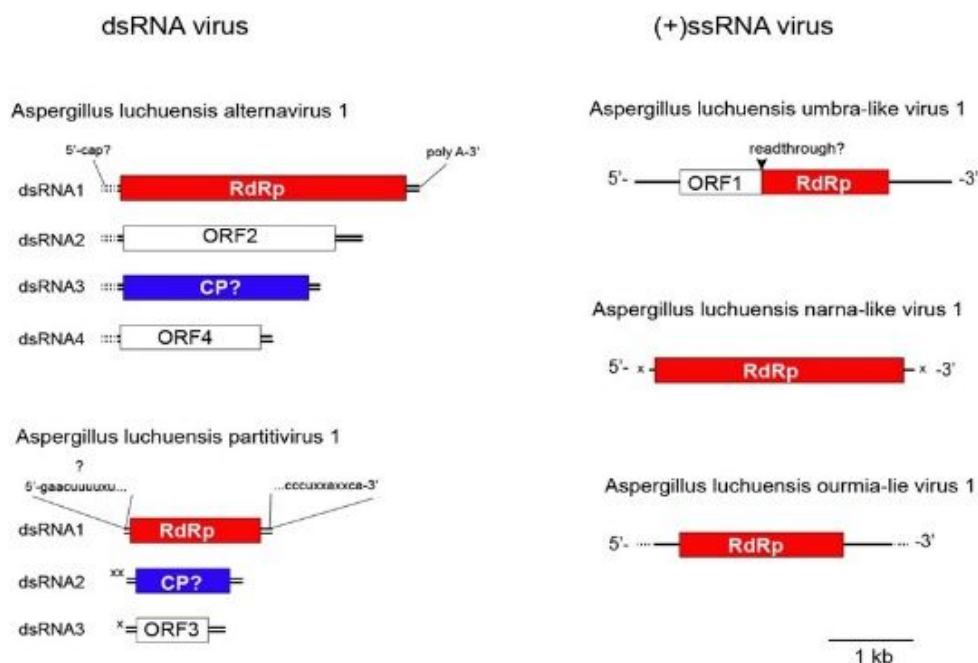 dsRNA virus
Aspergillus luchuensis alternavirus 1
5'-cap?
poly A-3'
dsRNA1
RdRp
dsRNA2
ORF2
dsRNA3
CP?
dsRNA4
ORF4
Aspergillus luchuensis partitivirus 1
?
5'-gaacuuuuxu...
...cccuxxaxxca-3'
dsRNA1
RdRp
dsRNA2
xx
CP?
dsRNA3
x
ORF3
(+)ssRNA virus
Aspergillus luchuensis umbra-like virus 1
readthrough?
5'-
ORF1
RdRp
-3'
Aspergillus luchuensis narna-like virus 1
5'-
x
RdRp
x
-3'
Aspergillus luchuensis ourmia-lie virus 1
5'-
RdRp
-3'
1 kb